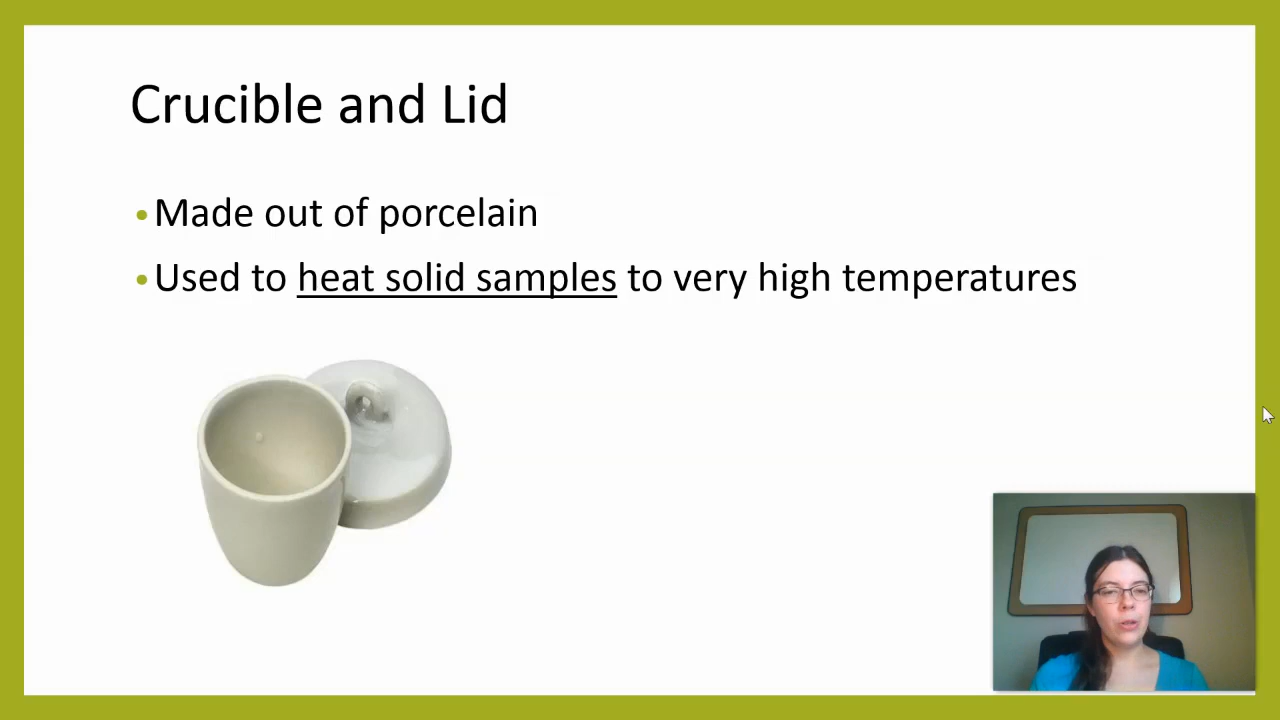 Crucible and Lid
•Made out of porcelain
•Used to heat solid samples to very high temperatures